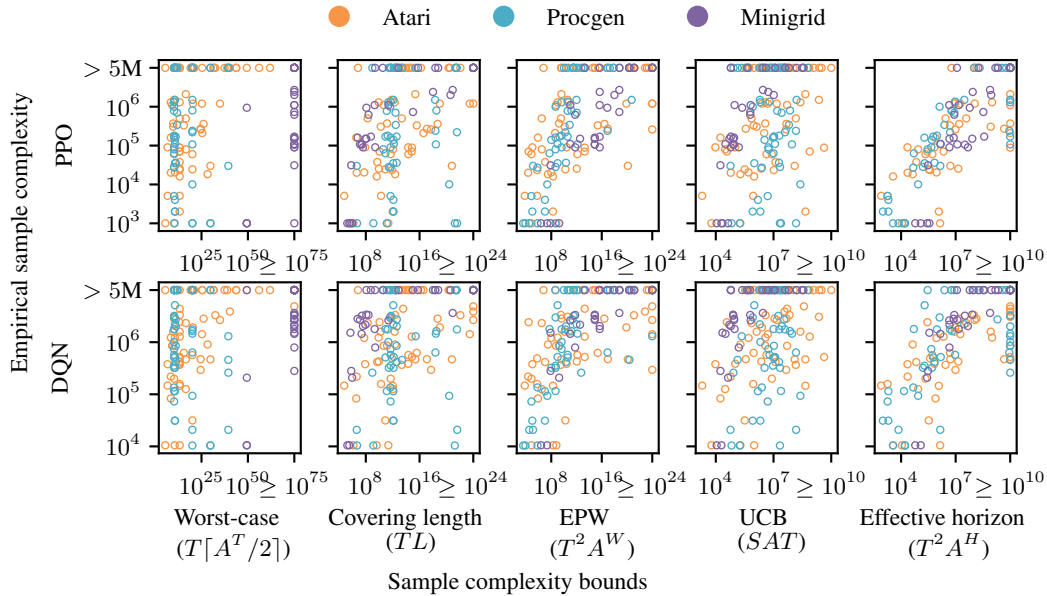 Atari Procgen Minigrid
Empirical sample complexity
PPO
> 5M
10^6
10^5
10^4
10^3
10^25 10^50 ≥ 10^75
10^8 10^16 ≥ 10^24
10^8 10^16 ≥ 10^24
10^4 10^7 ≥ 10^10
10^4 10^7 ≥ 10^10
DQN
> 5M
10^6
10^5
10^4
10^25 10^50 ≥ 10^75
10^8 10^16 ≥ 10^24
10^8 10^16 ≥ 10^24
10^4 10^7 ≥ 10^10
10^4 10^7 ≥ 10^10
Worst-case
(T⌈A^T/2⌉)
Covering length
(TL)
EPW
(T^2 A^W)
UCB
(SAT)
Effective horizon
(T^2 A^H)
Sample complexity bounds